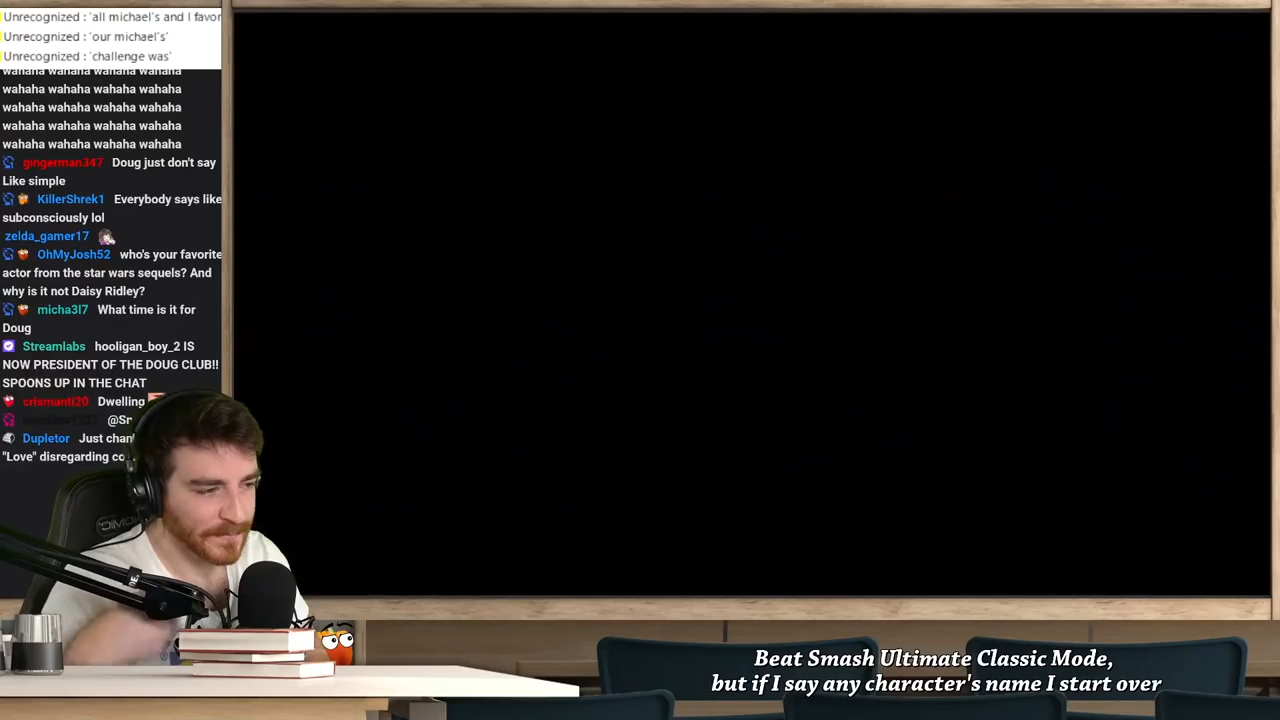 Unrecognized : 'all michael's and I favor
Unrecognized : 'our michael's'
Unrecognized : 'challenge was'
wahaha wahaha wahaha wahaha
wahaha wahaha wahaha wahaha
wahaha wahaha wahaha wahaha
wahaha wahaha wahaha wahaha
wahaha wahaha wahaha wahaha
gingerman347 Doug just don't say
Like simple
KillerShrek1 Everybody says like
subconsciously lol
zelda_gamer17
OhMyJosh52 who's your favorite
actor from the star wars sequels? And
why is it not Daisy Ridley?
micha3l7 What time is it for
Doug
Streamlabs hooligan_boy_2 IS
NOW PRESIDENT OF THE DOUG CLUB!!
SPOONS UP IN THE CHAT
crismanti20 Dwelling
Dupletor Just chan
"Love" disregarding co
Beat Smash Ultimate Classic Mode,
but if I say any character's name I start over